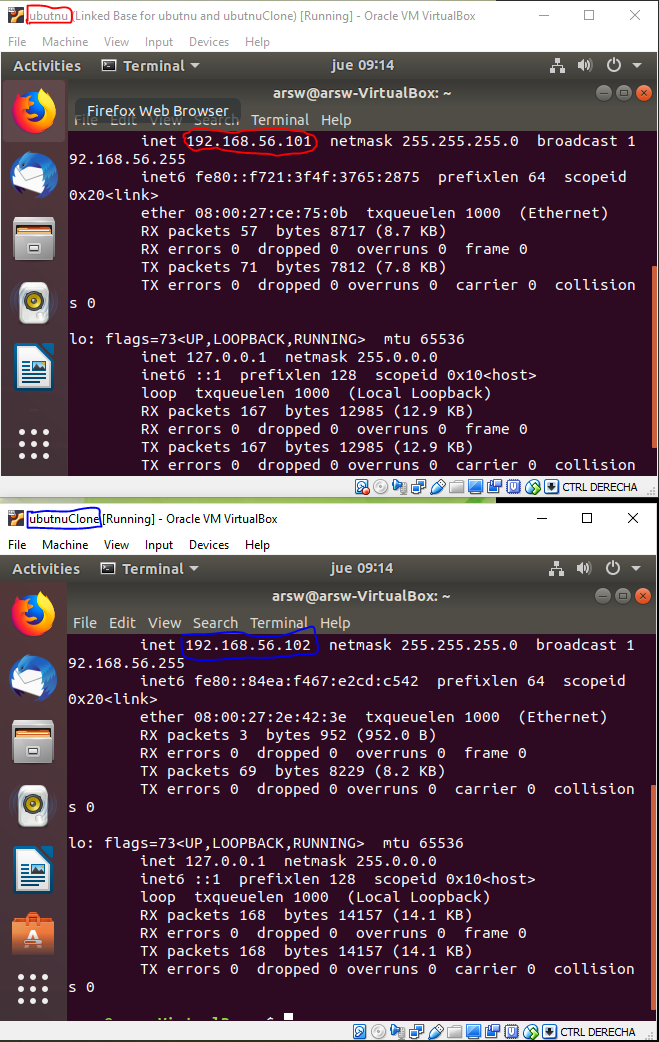 ubutnu (Linked Base for ubutnu and ubutnuClone) [Running] - Oracle VM VirtualBox
File Machine View Input Devices Help
Activities Terminal jue 09:14
arsw@arsw-VirtualBox: ~
Firefox Web Browser
File Edit View Search Terminal Help
inet 192.168.56.101 netmask 255.255.255.0 broadcast 1
92.168.56.255
inet6 fe80::f721:3f4f:3765:2875 prefixlen 64 scopeid
0x20<link>
ether 08:00:27:ce:75:0b txqueuelen 1000 (Ethernet)
RX packets 57 bytes 8717 (8.7 KB)
RX errors 0 dropped 0 overruns 0 frame 0
TX packets 71 bytes 7812 (7.8 KB)
TX errors 0 dropped 0 overruns 0 carrier 0 collision
s 0
lo: flags=73<UP,LOOPBACK,RUNNING> mtu 65536
inet 127.0.0.1 netmask 255.0.0.0
inet6 ::1 prefixlen 128 scopeid 0x10<host>
loop txqueuelen 1000 (Local Loopback)
RX packets 167 bytes 12985 (12.9 KB)
RX errors 0 dropped 0 overruns 0 frame 0
TX packets 167 bytes 12985 (12.9 KB)
TX errors 0 dropped 0 overruns 0 carrier 0 collision
CTRL DERECHA
ubutnuClone [Running] - Oracle VM VirtualBox
File Machine View Input Devices Help
Activities Terminal jue 09:14
arsw@arsw-VirtualBox: ~
File Edit View Search Terminal Help
inet 192.168.56.102 netmask 255.255.255.0 broadcast 1
92.168.56.255
inet6 fe80::84ea:f467:e2cd:c542 prefixlen 64 scopeid
0x20<link>
ether 08:00:27:2e:42:3e txqueuelen 1000 (Ethernet)
RX packets 3 bytes 952 (952.0 B)
RX errors 0 dropped 0 overruns 0 frame 0
TX packets 69 bytes 8229 (8.2 KB)
TX errors 0 dropped 0 overruns 0 carrier 0 collision
s 0
lo: flags=73<UP,LOOPBACK,RUNNING> mtu 65536
inet 127.0.0.1 netmask 255.0.0.0
inet6 ::1 prefixlen 128 scopeid 0x10<host>
loop txqueuelen 1000 (Local Loopback)
RX packets 168 bytes 14157 (14.1 KB)
RX errors 0 dropped 0 overruns 0 frame 0
TX packets 168 bytes 14157 (14.1 KB)
TX errors 0 dropped 0 overruns 0 carrier 0 collision
s 0
CTRL DERECHA